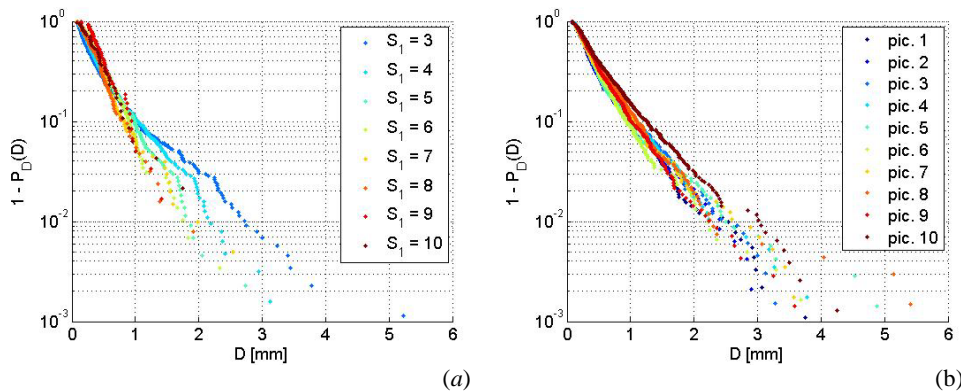 10^0
10^-1
10^-2
10^-3
1 - P_D(D)
0 1 2 3 4 5 6
D [mm]
S_1 = 3
S_1 = 4
S_1 = 5
S_1 = 6
S_1 = 7
S_1 = 8
S_1 = 9
S_1 = 10
(a)
10^0
10^-1
10^-2
10^-3
1 - P_D(D)
0 1 2 3 4 5 6
D [mm]
pic. 1
pic. 2
pic. 3
pic. 4
pic. 5
pic. 6
pic. 7
pic. 8
pic. 9
pic. 10
(b)